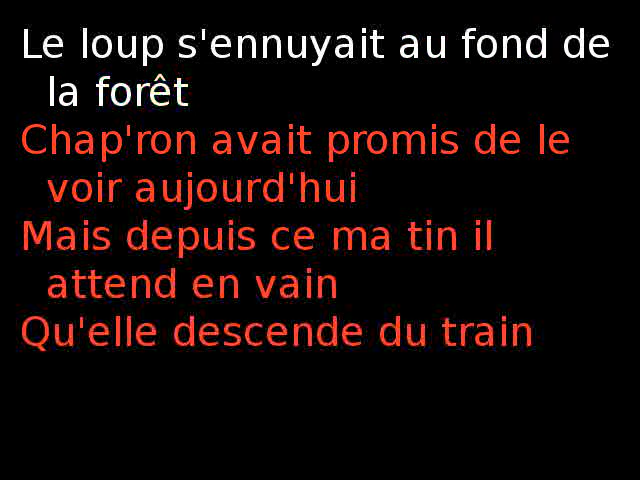 Le loup s'ennuyait au fond de
la forêt
Chap'ron avait promis de le
voir aujourd'hui
Mais depuis ce ma tin il
attend en vain
Qu'elle descende du train